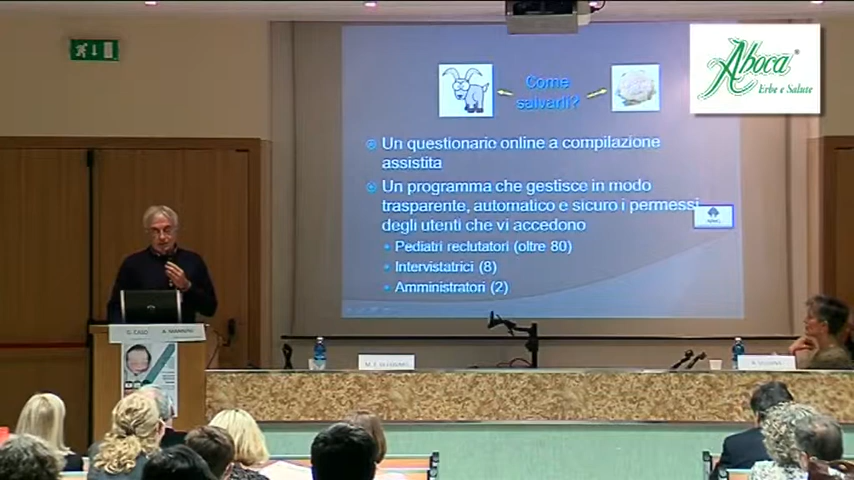 Aboca
Erbe e Salute
Come
salvarli?
Un questionario online a compilazione
assistita
Un programma che gestisce in modo
trasparente, automatico e sicuro i permessi
degli utenti che vi accedono
Pediatri reclutatori (oltre 80)
Intervistatrici (8)
Amministratori (2)